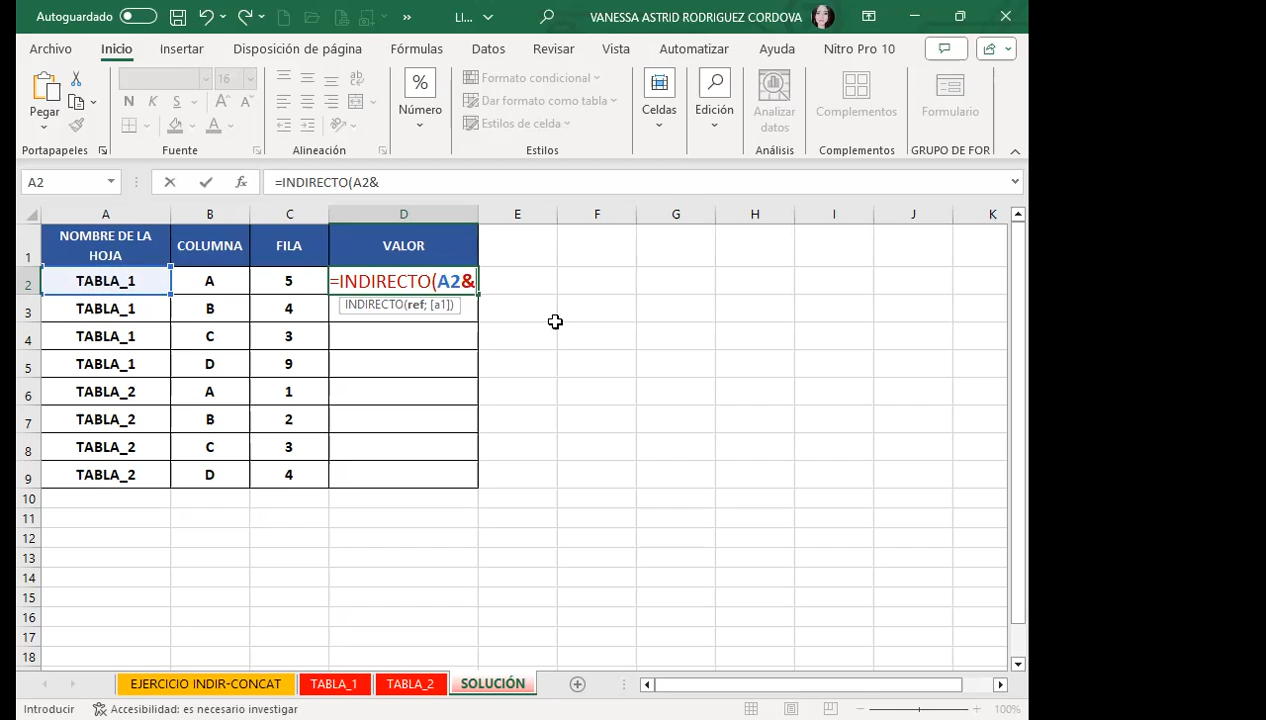 Autoguardado LI... VANESSA ASTRID RODRIGUEZ CORDOVA
Archivo Inicio Insertar Disposición de página Fórmulas Datos Revisar Vista Automatizar Ayuda Nitro Pro 10
Pegar 16 ab % Formato condicional
N K S A A Número Dar formato como tabla Celdas Edición Analizar datos Complementos Formulario
A Estilos de celda
Portapapeles Fuente Alineación Estilos Análisis Complementos GRUPO DE FOR
A2 fx =INDIRECTO(A2&
A B C D E F G H I J K
1 NOMBRE DE LA HOJA COLUMNA FILA VALOR
2 TABLA_1 A 5 =INDIRECTO(A2&
INDIRECTO(ref; [a1])
3 TABLA_1 B 4
4 TABLA_1 C 3
5 TABLA_1 D 9
6 TABLA_2 A 1
7 TABLA_2 B 2
8 TABLA_2 C 3
9 TABLA_2 D 4
10
11
12
13
14
15
16
17
18
EJERCICIO INDIR-CONCAT TABLA_1 TABLA_2 SOLUCIÓN
Introducir Accesibilidad: es necesario investigar 100%